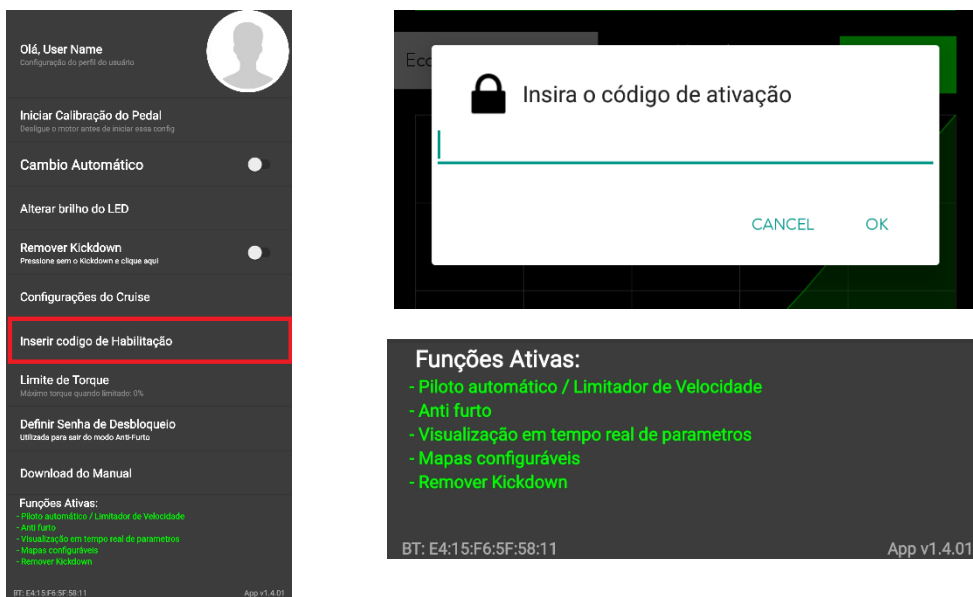 Olá, User Name
Configuração do perfil do usuário
Iniciar Calibração do Pedal
Desligue o motor antes de iniciar essa config
Cambio Automático
Alterar brilho do LED
Remover Kickdown
Pressione sem o Kickdown e clique aqui
Configurações do Cruise
Inserir codigo de Habilitação
Limite de Torque
Máximo torque quando limitado: 0%
Definir Senha de Desbloqueio
Utilizada para sair do modo Anti-Furto
Download do Manual
Funções Ativas:
- Piloto automático / Limitador de Velocidade
- Anti furto
- Visualização em tempo real de parametros
- Mapas configuráveis
- Remover Kickdown
BT: E4:15:F6:5F:58:11 App v1.4.01
Insira o código de ativação
CANCEL OK
Funções Ativas:
- Piloto automático / Limitador de Velocidade
- Anti furto
- Visualização em tempo real de parametros
- Mapas configuráveis
- Remover Kickdown
BT: E4:15:F6:5F:58:11 App v1.4.01